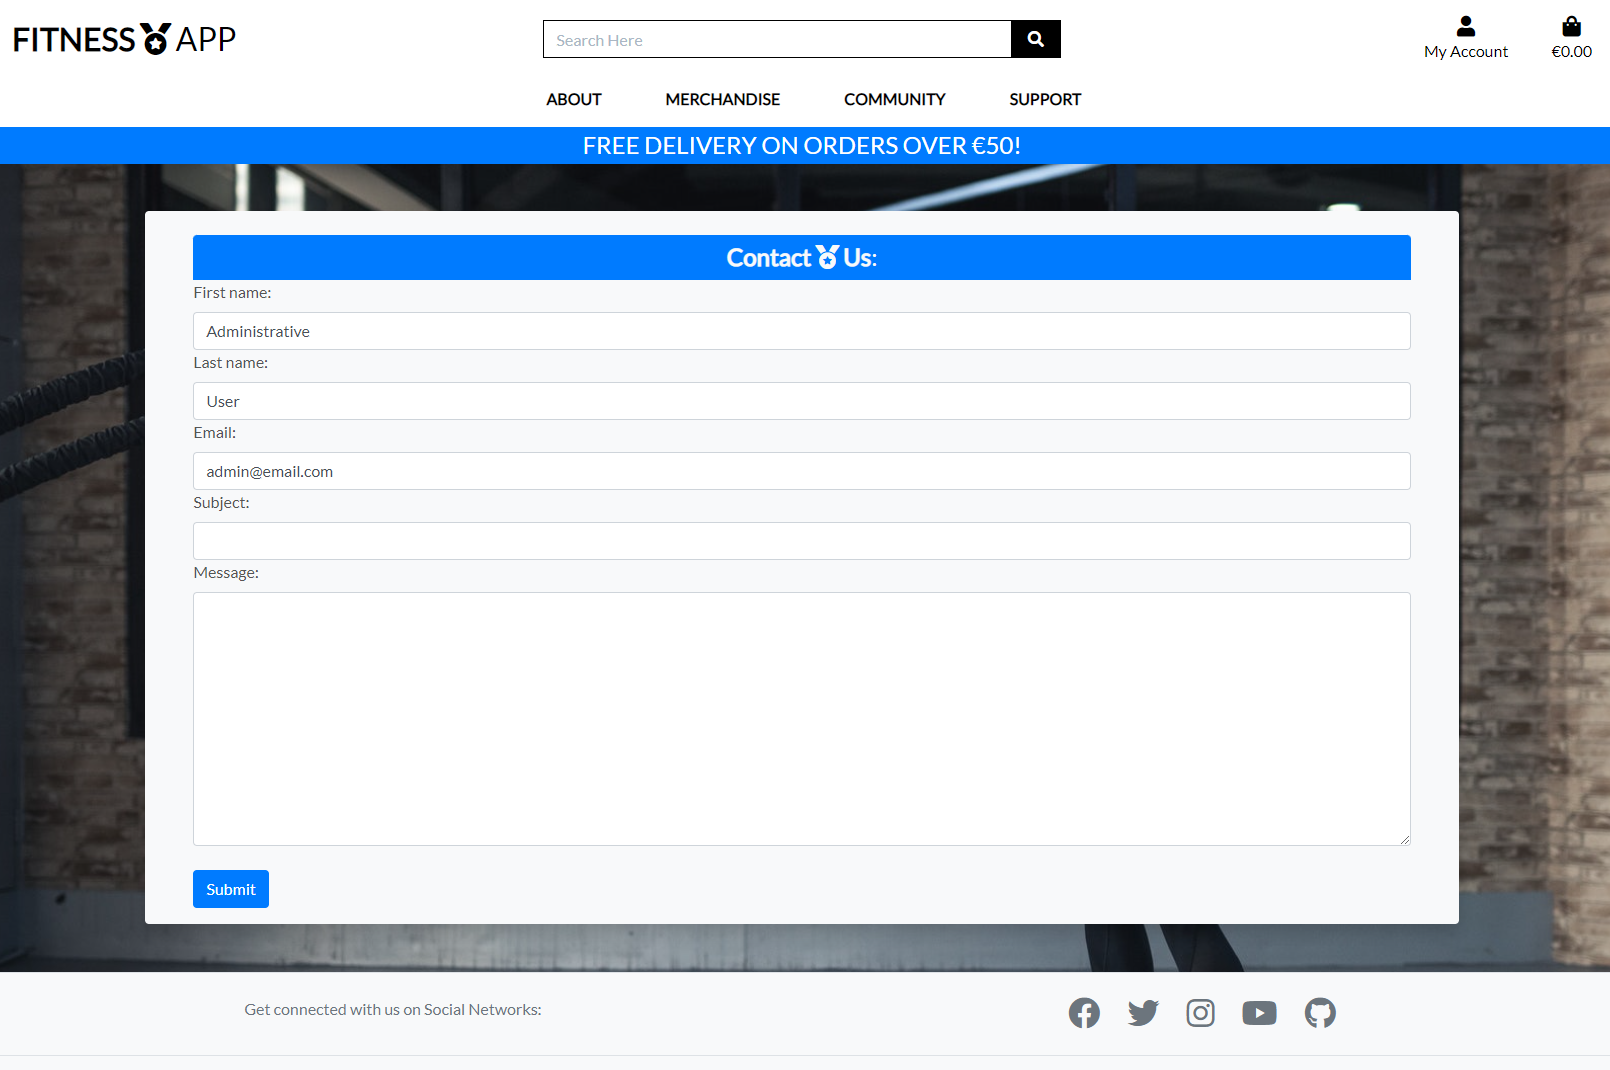 FITNESS APP
Search Here
My Account
€0.00
ABOUT MERCHANDISE COMMUNITY SUPPORT
FREE DELIVERY ON ORDERS OVER €50!
Contact Us:
First name:
Administrative
Last name:
User
Email:
admin@email.com
Subject:
Message:
Submit
Get connected with us on Social Networks: